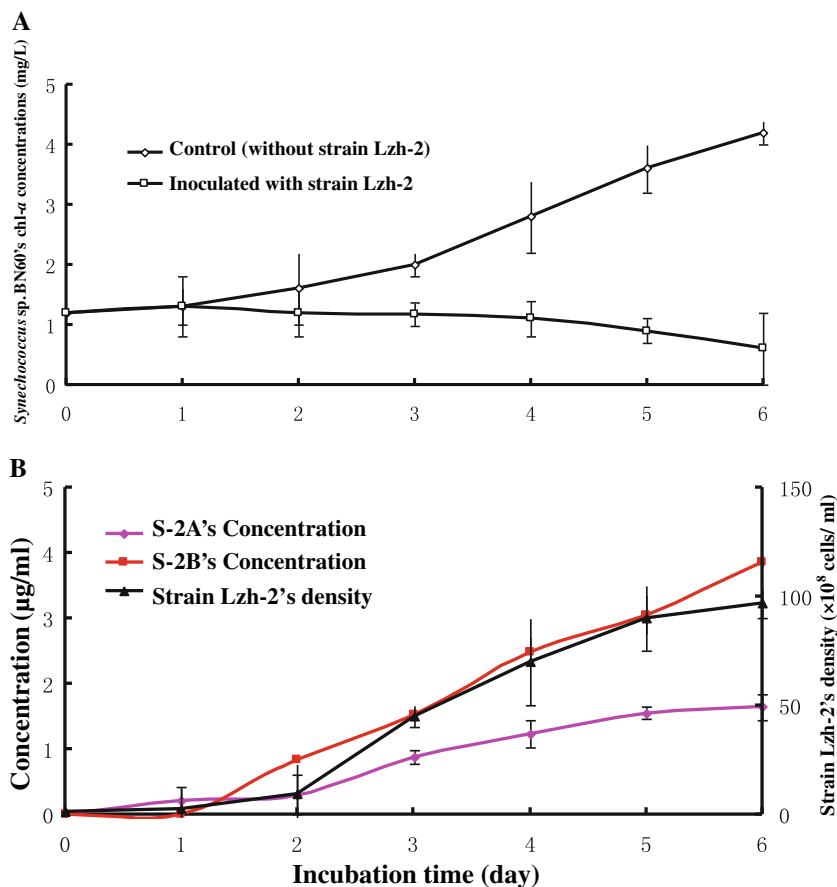 A
Synechococcus sp.BN60's chl-a concentrations (mg/L)
5
4
3
2
1
0
Control (without strain Lzh-2)
Inoculated with strain Lzh-2
0 1 2 3 4 5 6
B
Concentration (μg/ml)
5
4
3
2
1
0
S-2A's Concentration
S-2B's Concentration
Strain Lzh-2's density
150
100
50
0
Strain Lzh-2's density (×10⁸ cells/ ml)
0 1 2 3 4 5 6
Incubation time (day)